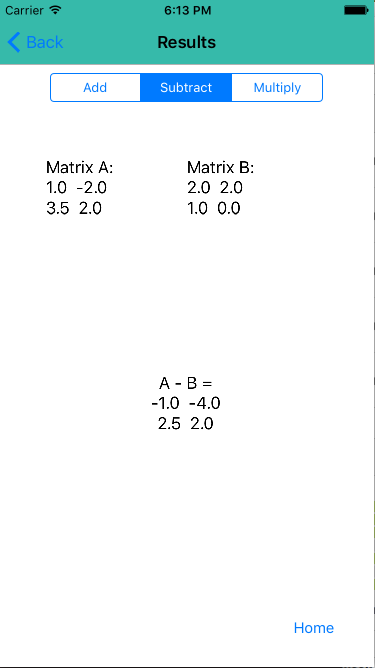 Carrier 6:13 PM
Back Results
Add Subtract Multiply
Matrix A: Matrix B:
1.0 -2.0 2.0 2.0
3.5 2.0 1.0 0.0
A - B =
-1.0 -4.0
2.5 2.0
Home